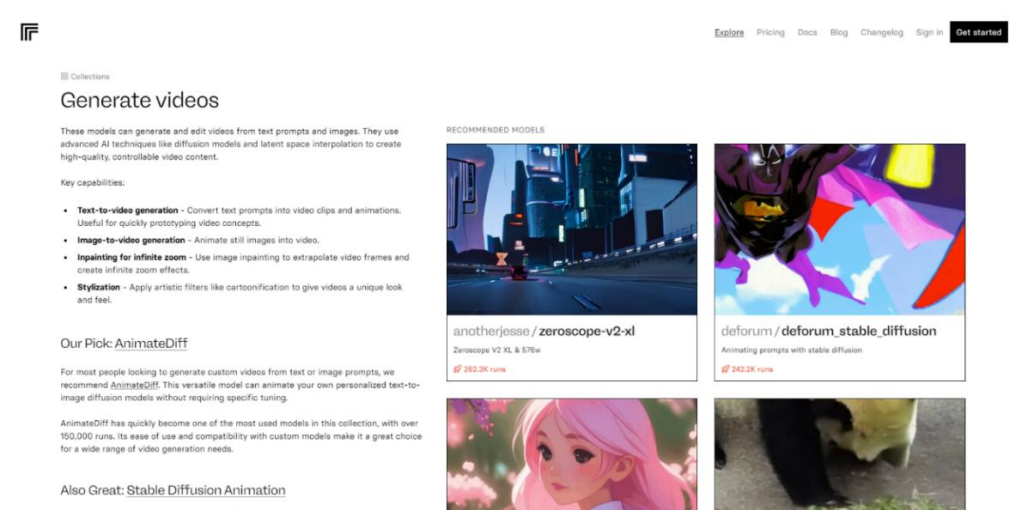 Explore Pricing Docs Blog Changelog Sign in Get started
Collections
Generate videos
These models can generate and edit videos from text prompts and images. They use
advanced AI techniques like diffusion models and latent space interpolation to create
high-quality, controllable video content.
Key capabilities:
• Text-to-video generation - Convert text prompts into video clips and animations.
Useful for quickly prototyping video concepts.
• Image-to-video generation - Animate still images into video.
• Inpainting for infinite zoom - Use image inpainting to extrapolate video frames and
create infinite zoom effects.
• Stylization - Apply artistic filters like cartoonification to give videos a unique look
and feel.
Our Pick: AnimateDiff
For most people looking to generate custom videos from text or image prompts, we
recommend AnimateDiff. This versatile model can animate your own personalized text-to-
image diffusion models without requiring specific tuning.
AnimateDiff has quickly become one of the most used models in this collection, with over
150,000 runs. Its ease of use and compatibility with custom models make it a great choice
for a wide range of video generation needs.
Also Great: Stable Diffusion Animation
RECOMMENDED MODELS
anotherjesse / zeroscope-v2-xl
Zeroscope V2 XL & 576w
262.3K runs
deforum / deforum_stable_diffusion
Animating prompts with stable diffusion
242.2K runs